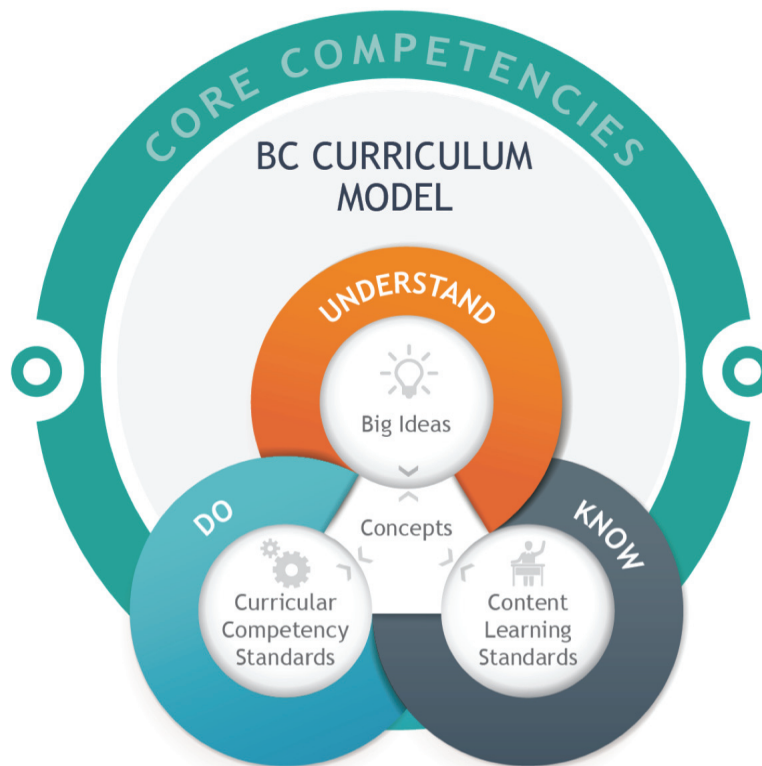 CORE COMPETENCIES
BC CURRICULUM
MODEL
UNDERSTAND
Big Ideas
Concepts
DO
Curricular
Competency
Standards
KNOW
Content
Learning
Standards